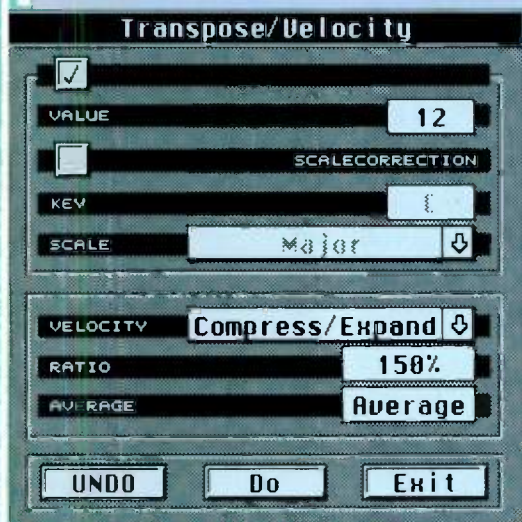 Transpose/Velocity
VALUE 12
SCALECORRECTION
KEY C
SCALE Major
VELOCITY Compress/Expand
RATIO 150%
AVERAGE Average
UNDO Do Exit